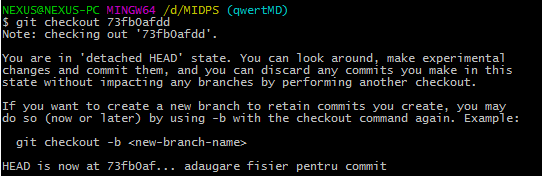 NEXUS@NEXUS-PC MINGW64 /d/MIDPS (qwertMD)
$ git checkout 73fb0afdd
Note: checking out '73fb0afdd'.

You are in 'detached HEAD' state. You can look around, make experimental
changes and commit them, and you can discard any commits you make in this
state without impacting any branches by performing another checkout.

If you want to create a new branch to retain commits you create, you may
do so (now or later) by using -b with the checkout command again. Example:

  git checkout -b <new-branch-name>

HEAD is now at 73fb0af... adaugare fisier pentru commit